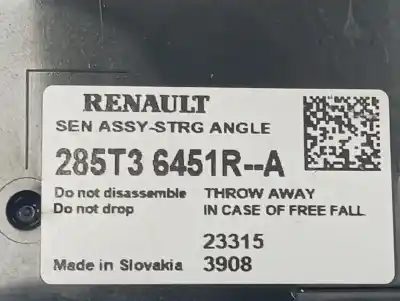 RENAULT
SEN ASSY-STRG ANGLE
285T3 6451R--A
Do not disassemble THROW AWAY
Do not drop IN CASE OF FREE FALL
23315
Made in Slovakia 3908